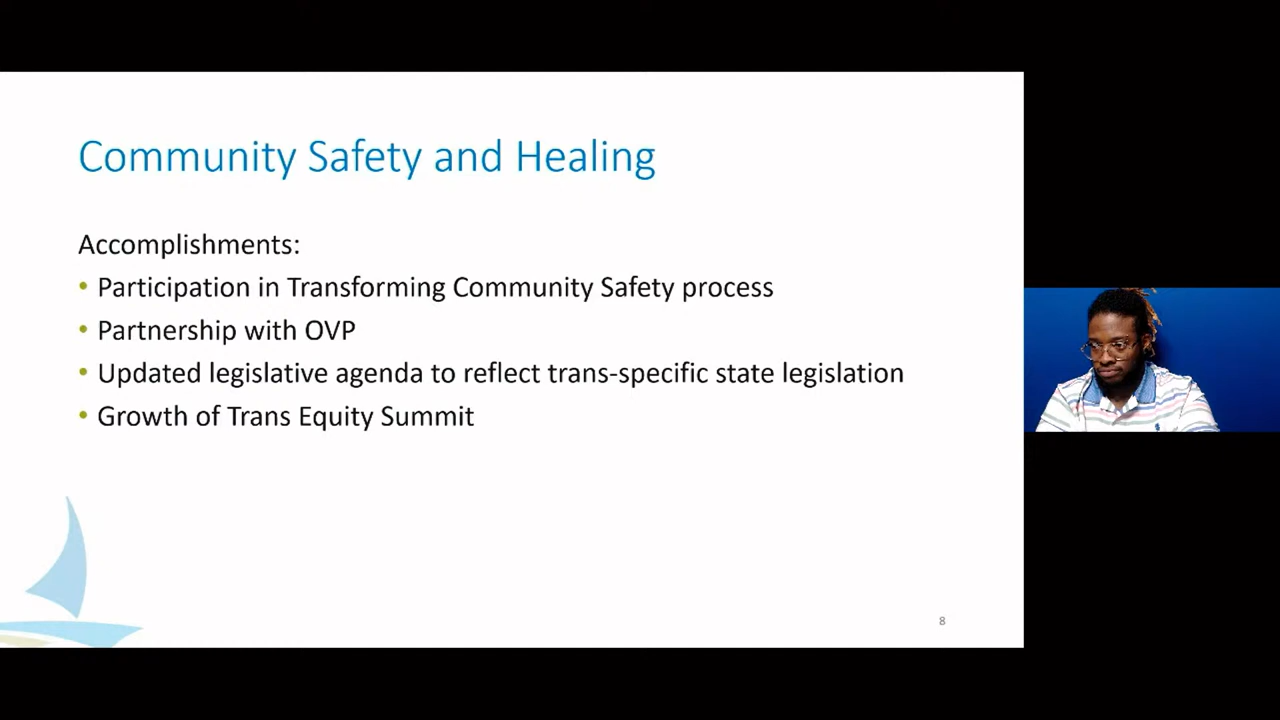 Community Safety and Healing
Accomplishments:
• Participation in Transforming Community Safety process
• Partnership with OVP
• Updated legislative agenda to reflect trans-specific state legislation
• Growth of Trans Equity Summit
8